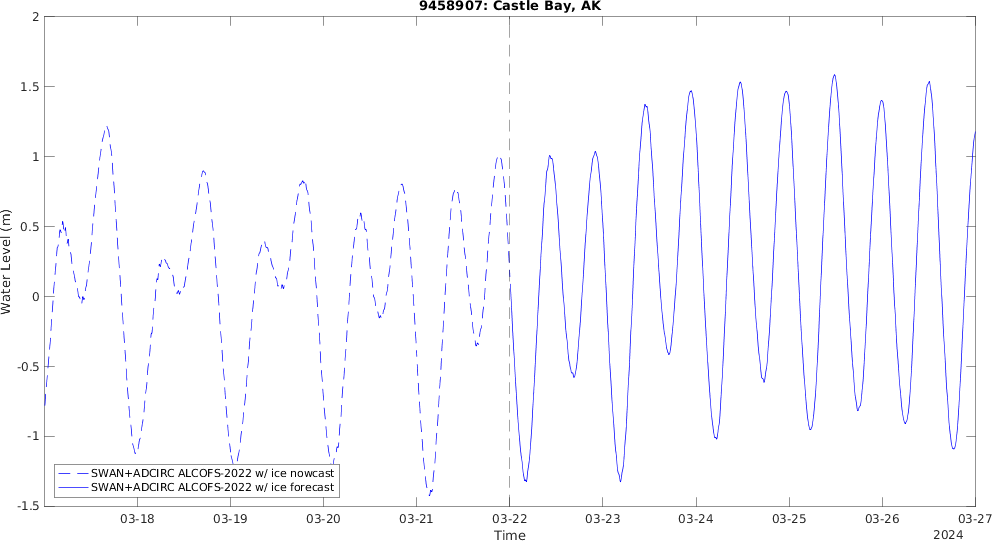 9458907: Castle Bay, AK
2
1.5
1
0.5
0
-0.5
-1
-1.5
Water Level (m)
SWAN+ADCIRC ALCOFS-2022 w/ ice nowcast
SWAN+ADCIRC ALCOFS-2022 w/ ice forecast
03-18 03-19 03-20 03-21 03-22 03-23 03-24 03-25 03-26 03-27
Time
2024